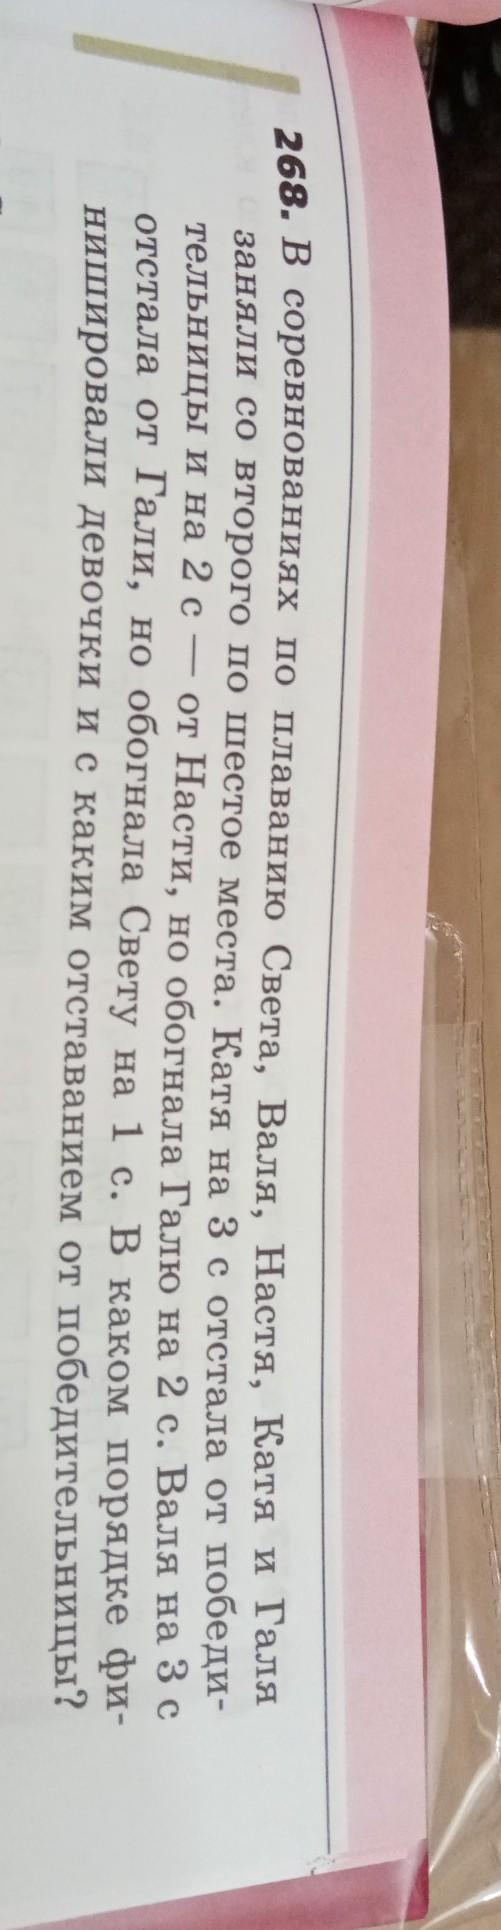 268. В соревнованиях по плаванию Света, Валя, Настя, Катя и Галя
заняли со второго по шестое места. Катя на 3 с отстала от победи-
тельницы и на 2 с — от Насти, но обогнала Галю на 2 с. Валя на 3 с
отстала от Гали, но обогнала Свету на 1 с. В каком порядке фи-
нишировали девочки и с каким отставанием от победительницы?